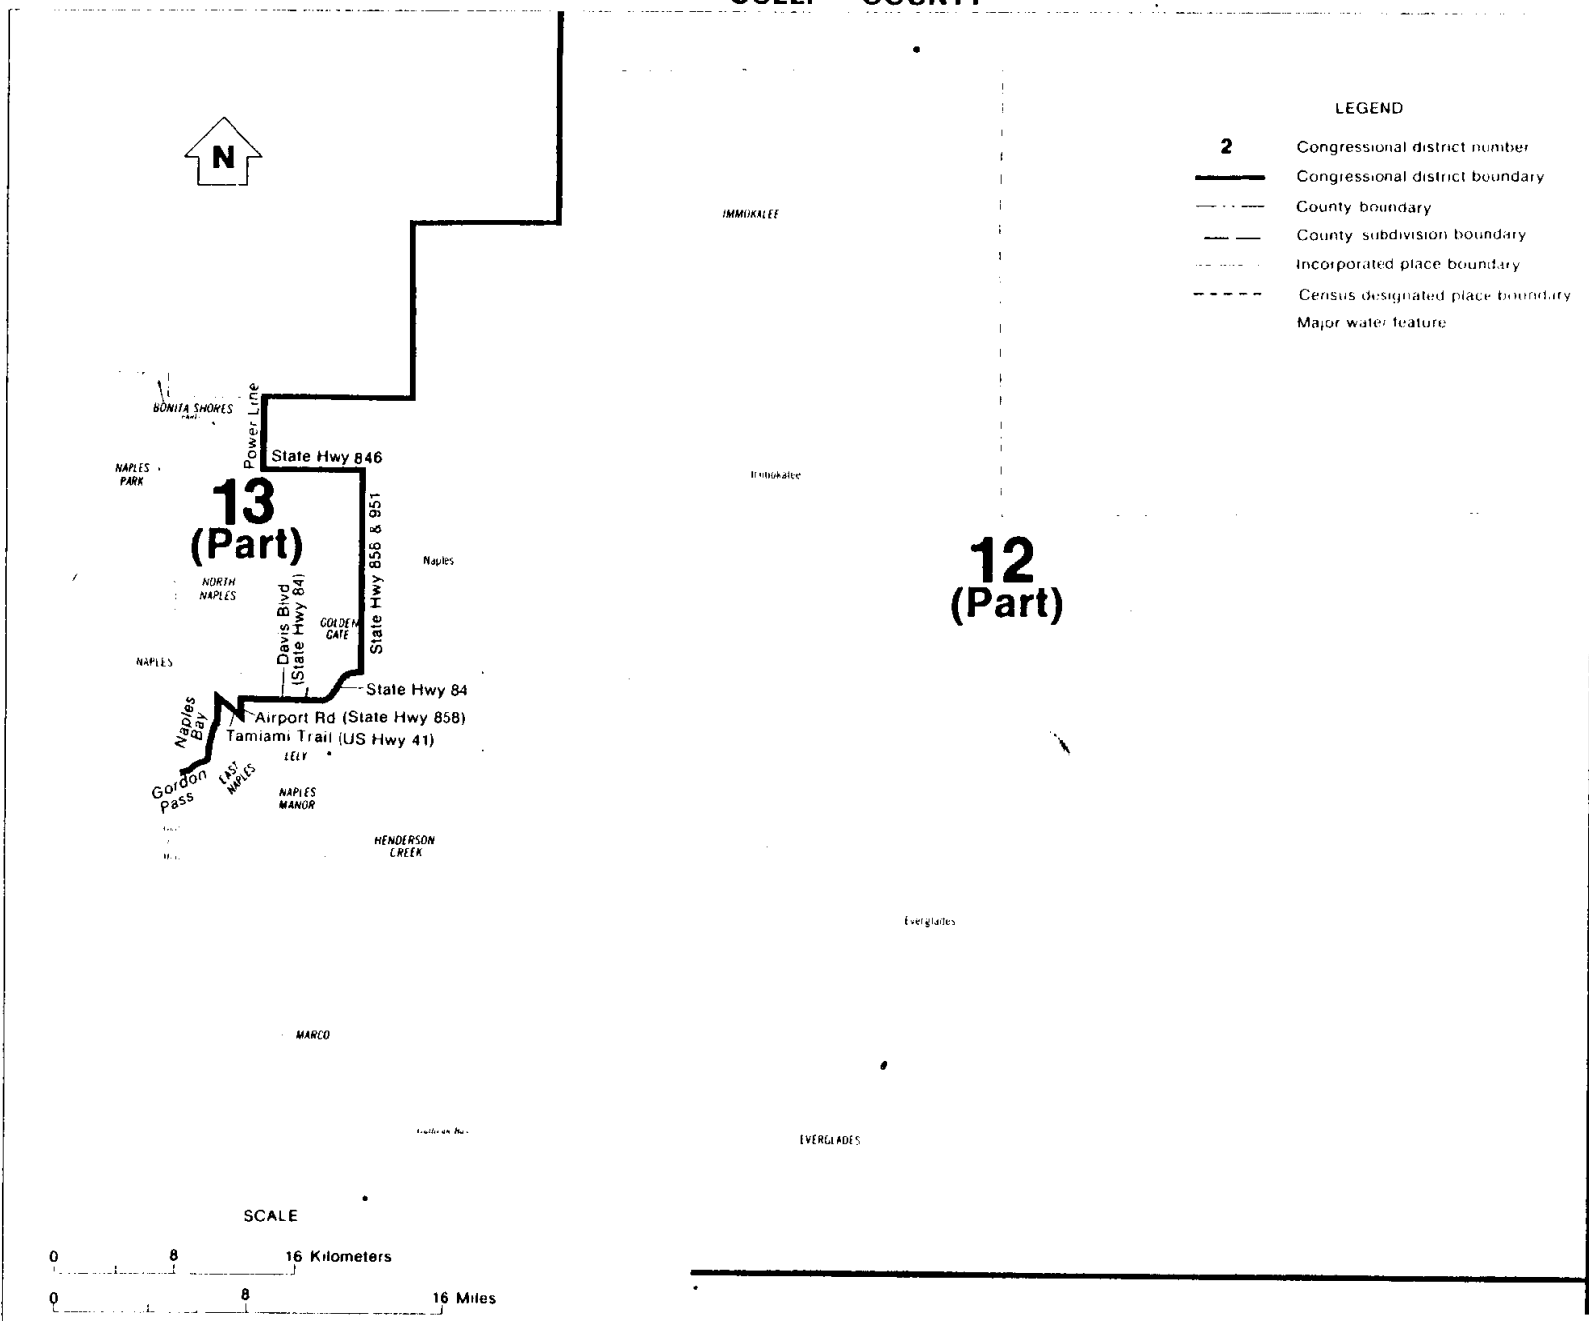 COUNTY
N
LEGEND
2 Congressional district number
Congressional district boundary
County boundary
County subdivision boundary
Incorporated place boundary
Census designated place boundary
Major water feature
IMMOKALEE
BONITA SHORES
Power Line
State Hwy 846
NAPLES
PARK
13
(Part)
State Hwy 858 & 951
Immokalee
Naples
12
(Part)
NORTH
NAPLES
Davis Blvd
(State Hwy 84)
GOLDEN
GATE
NAPLES
State Hwy 84
Naples
Bay
Airport Rd (State Hwy 858)
Tamiami Trail (US Hwy 41)
LELY
EAST
NAPLES
Gordon
Pass
NAPLES
MANOR
HENDERSON
CREEK
Everglades
MARCO
EVERGLADES
SCALE
0 8 16 Kilometers
0 8 16 Miles